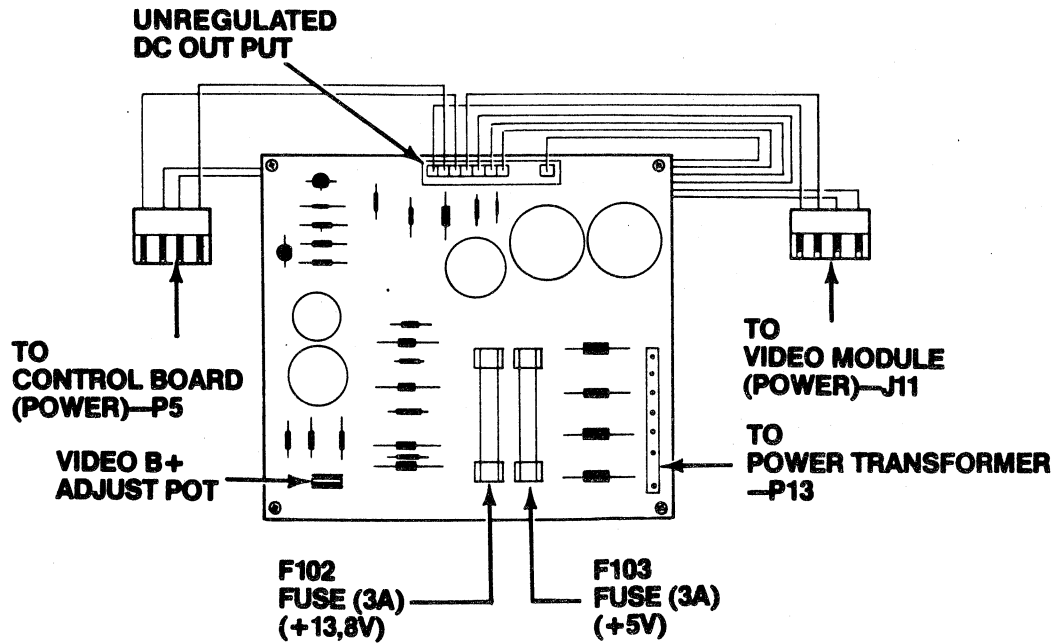 UNREGULATED
DC OUT PUT
TO
CONTROL BOARD
(POWER)—P5
TO
VIDEO MODULE
(POWER)—J11
VIDEO B+
ADJUST POT
TO
POWER TRANSFORMER
—P13
F102
FUSE (3A)
(+13,8V)
F103
FUSE (3A)
(+5V)